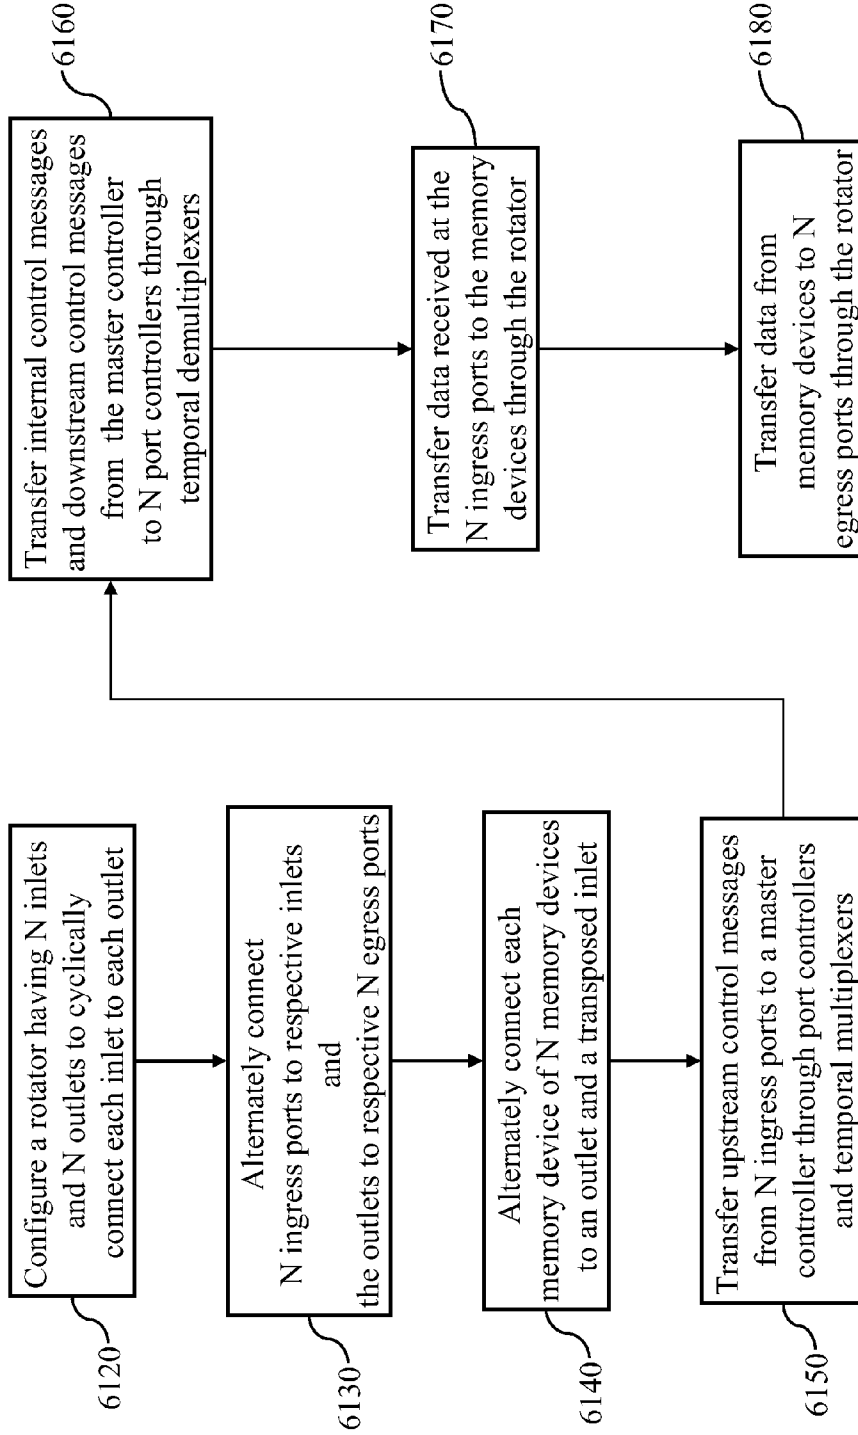 Configure a rotator having N inlets
and N outlets to cyclically
connect each inlet to each outlet
6120
Alternately connect
N ingress ports to respective inlets
and
the outlets to respective N egress ports
6130
Alternately connect each
memory device of N memory devices
to an outlet and a transposed inlet
6140
Transfer upstream control messages
from N ingress ports to a master
controller through port controllers
and temporal multiplexers
6150
Transfer internal control messages
and downstream control messages
from the master controller
to N port controllers through
temporal demultiplexers
6160
Transfer data received at the
N ingress ports to the memory
devices through the rotator
6170
Transfer data from
memory devices to N
egress ports through the rotator
6180